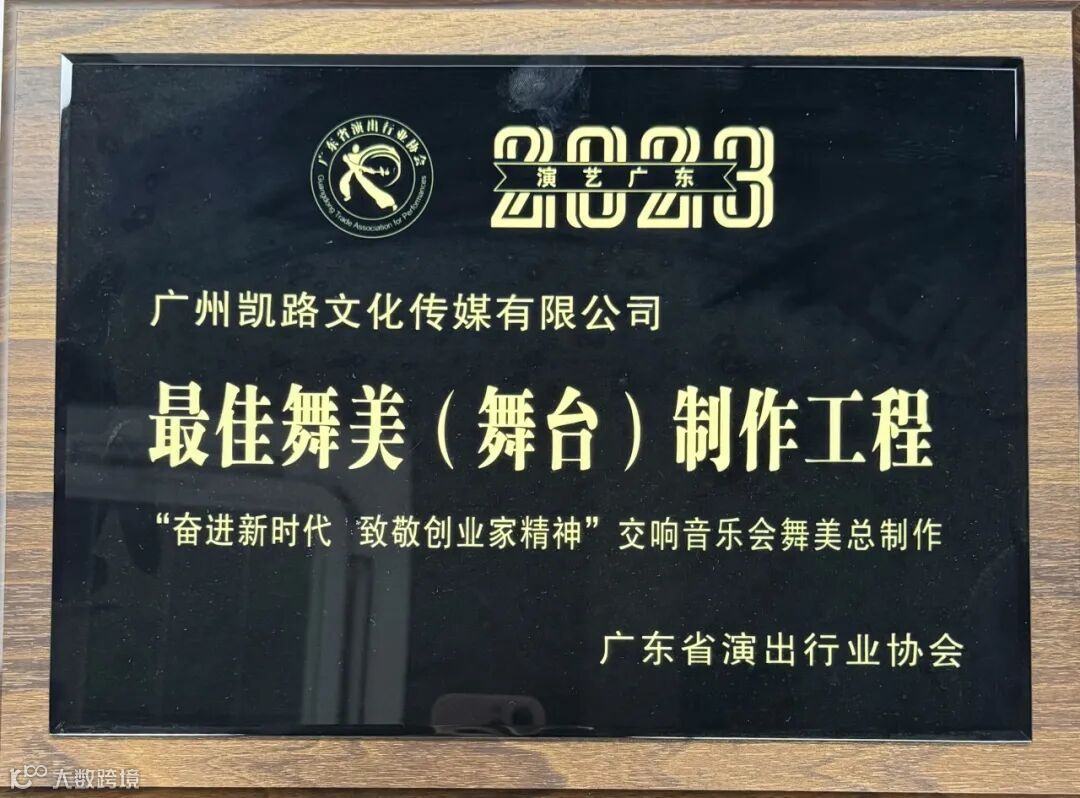 广东省演出行业协会
Guangdong Trade Association for Performances
2023
演艺广东
广州凯路文化传媒有限公司
最佳舞美（舞台）制作工程
“奋进新时代 致敬创业家精神”交响音乐会舞美总制作
广东省演出行业协会
大数跨境